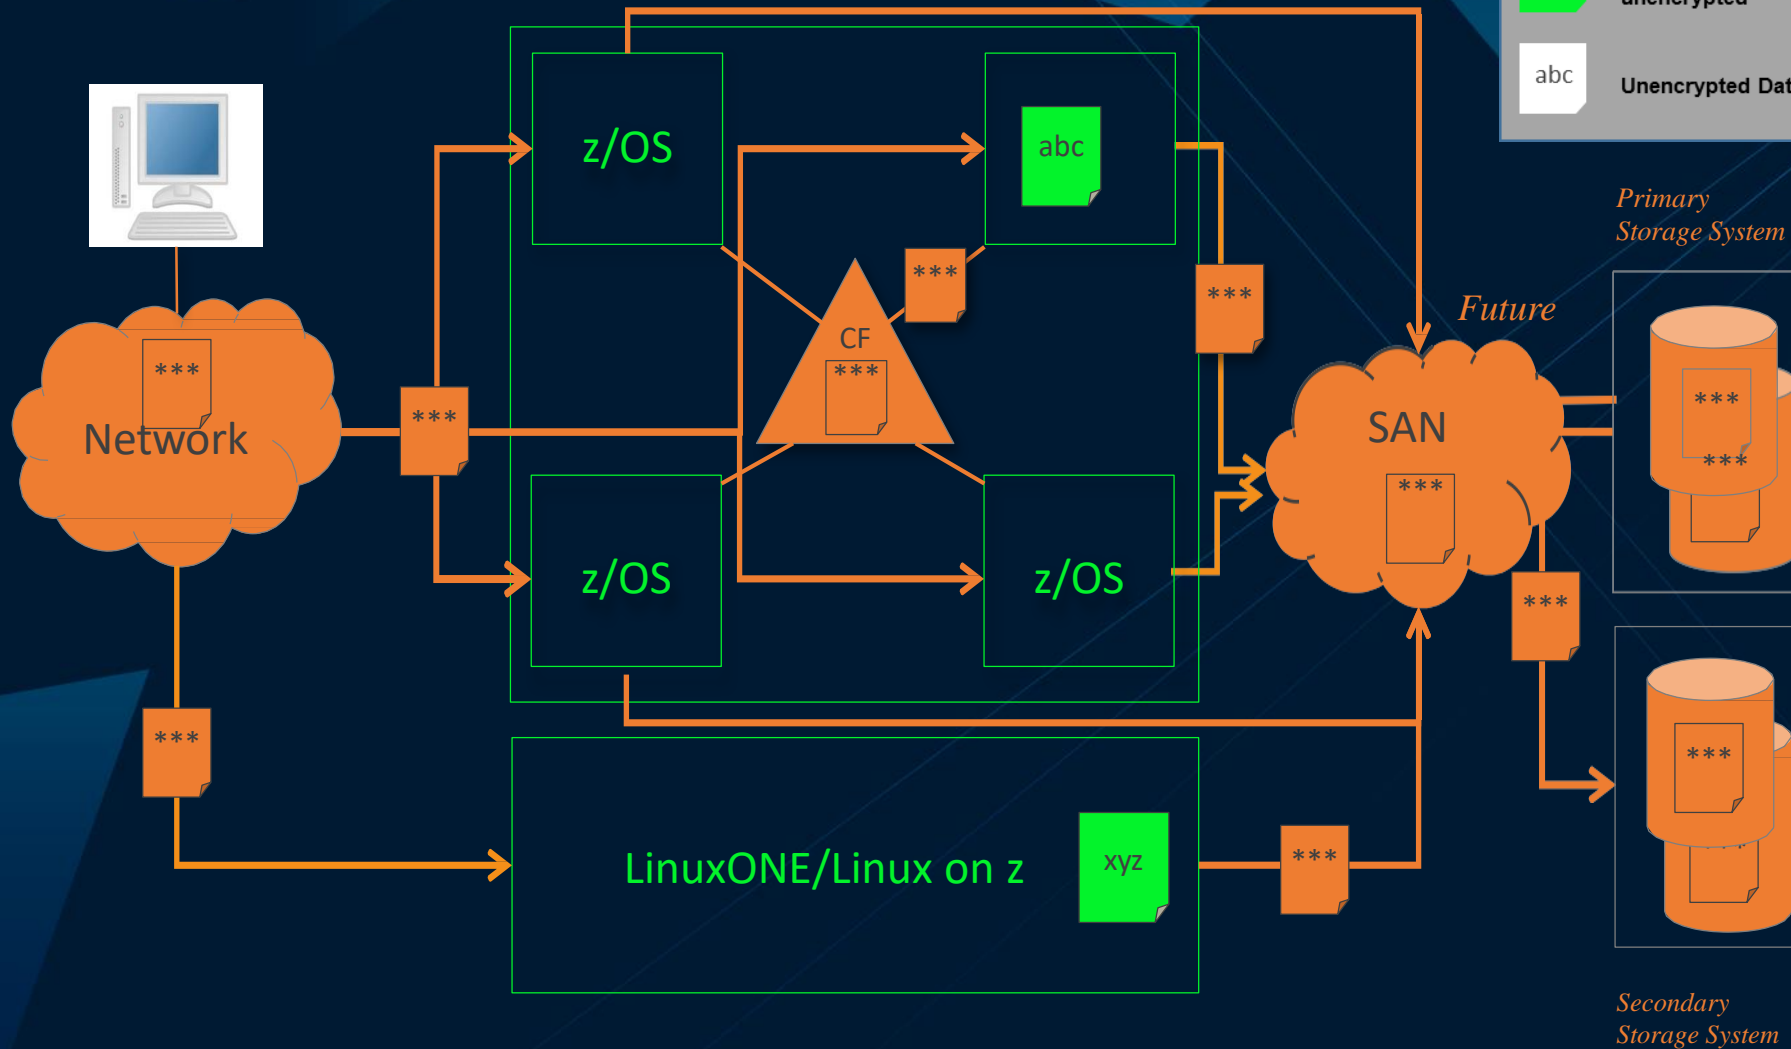 unencrypted
abc
Unencrypted Dat
z/OS
abc
Primary
Storage System
***
***
CF
***
***
***
***
Network
Future
SAN
***
***
***
z/OS
z/OS
***
***
***
LinuxONE/Linux on z
xyz
***
Secondary
Storage System